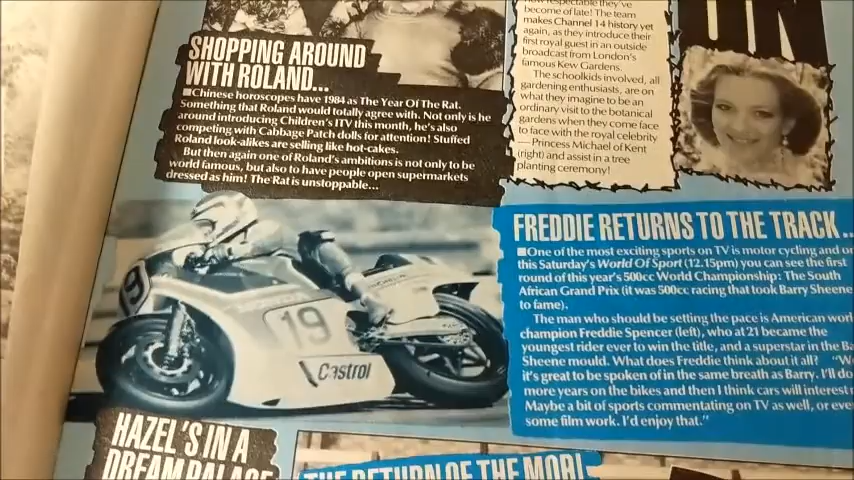 SHOPPING AROUND
WITH ROLAND...
■Chinese horoscopes have 1984 as The Year Of The Rat.
Something that Roland would totally agree with. Not only is he
around introducing Children's ITV this month, he's also
competing with Cabbage Patch dolls for attention! Stuffed
Roland look-alikes are selling like hot-cakes.
But then again one of Roland's ambitions is not only to be
world famous, but also to have people open supermarkets
dressed as him! The Rat is unstoppable...
become of late! The team
makes Channel 14 history yet
again, as they introduce their
first royal guest in an outside
broadcast from London's
famous Kew Gardens.
The schoolkids involved, all
gardening enthusiasts, are on
what they imagine to be an
ordinary visit to the botanic
gardens when they come face
to face with the royal celebrity
— Princess Michael of Kent
(right) and assist in a tree
planting ceremony!
19
19
Castrol
FREDDIE RETURNS TO THE TRACK...
■One of the most exciting sports on TV is motor cycling and on
this Saturday's World Of Sport (12.15pm) you can see the first
round of this year's 500cc World Championship: The South
African Grand Prix (it was 500cc racing that took Barry Sheene
to fame).
The man who should be setting the pace is American
champion Freddie Spencer (left), who at 21 became the
youngest rider ever to win the title, and a superstar in the
Sheene mould. What does Freddie think about it all?
it's great to be spoken of in the same breath as Barry. I'll do
more years on the bikes and then I think cars will interest
Maybe a bit of sports commentating on TV as well, or even
some film work. I'd enjoy that."
HAZEL'S IN A
DREAM PALACE
THE RETURN OF THE